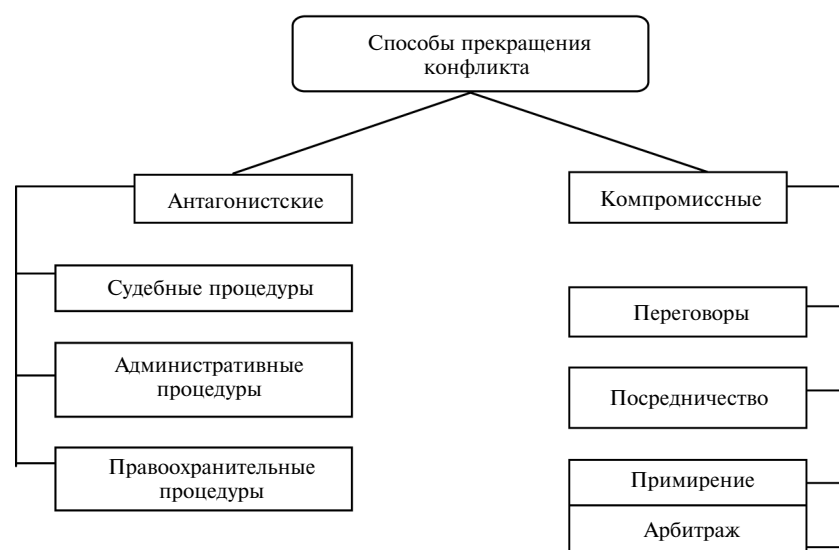 Способы прекращения
конфликта
Антагонистские
Компромиссные
Судебные процедуры
Переговоры
Административные
процедуры
Посредничество
Правоохранительные
процедуры
Примирение
Арбитраж